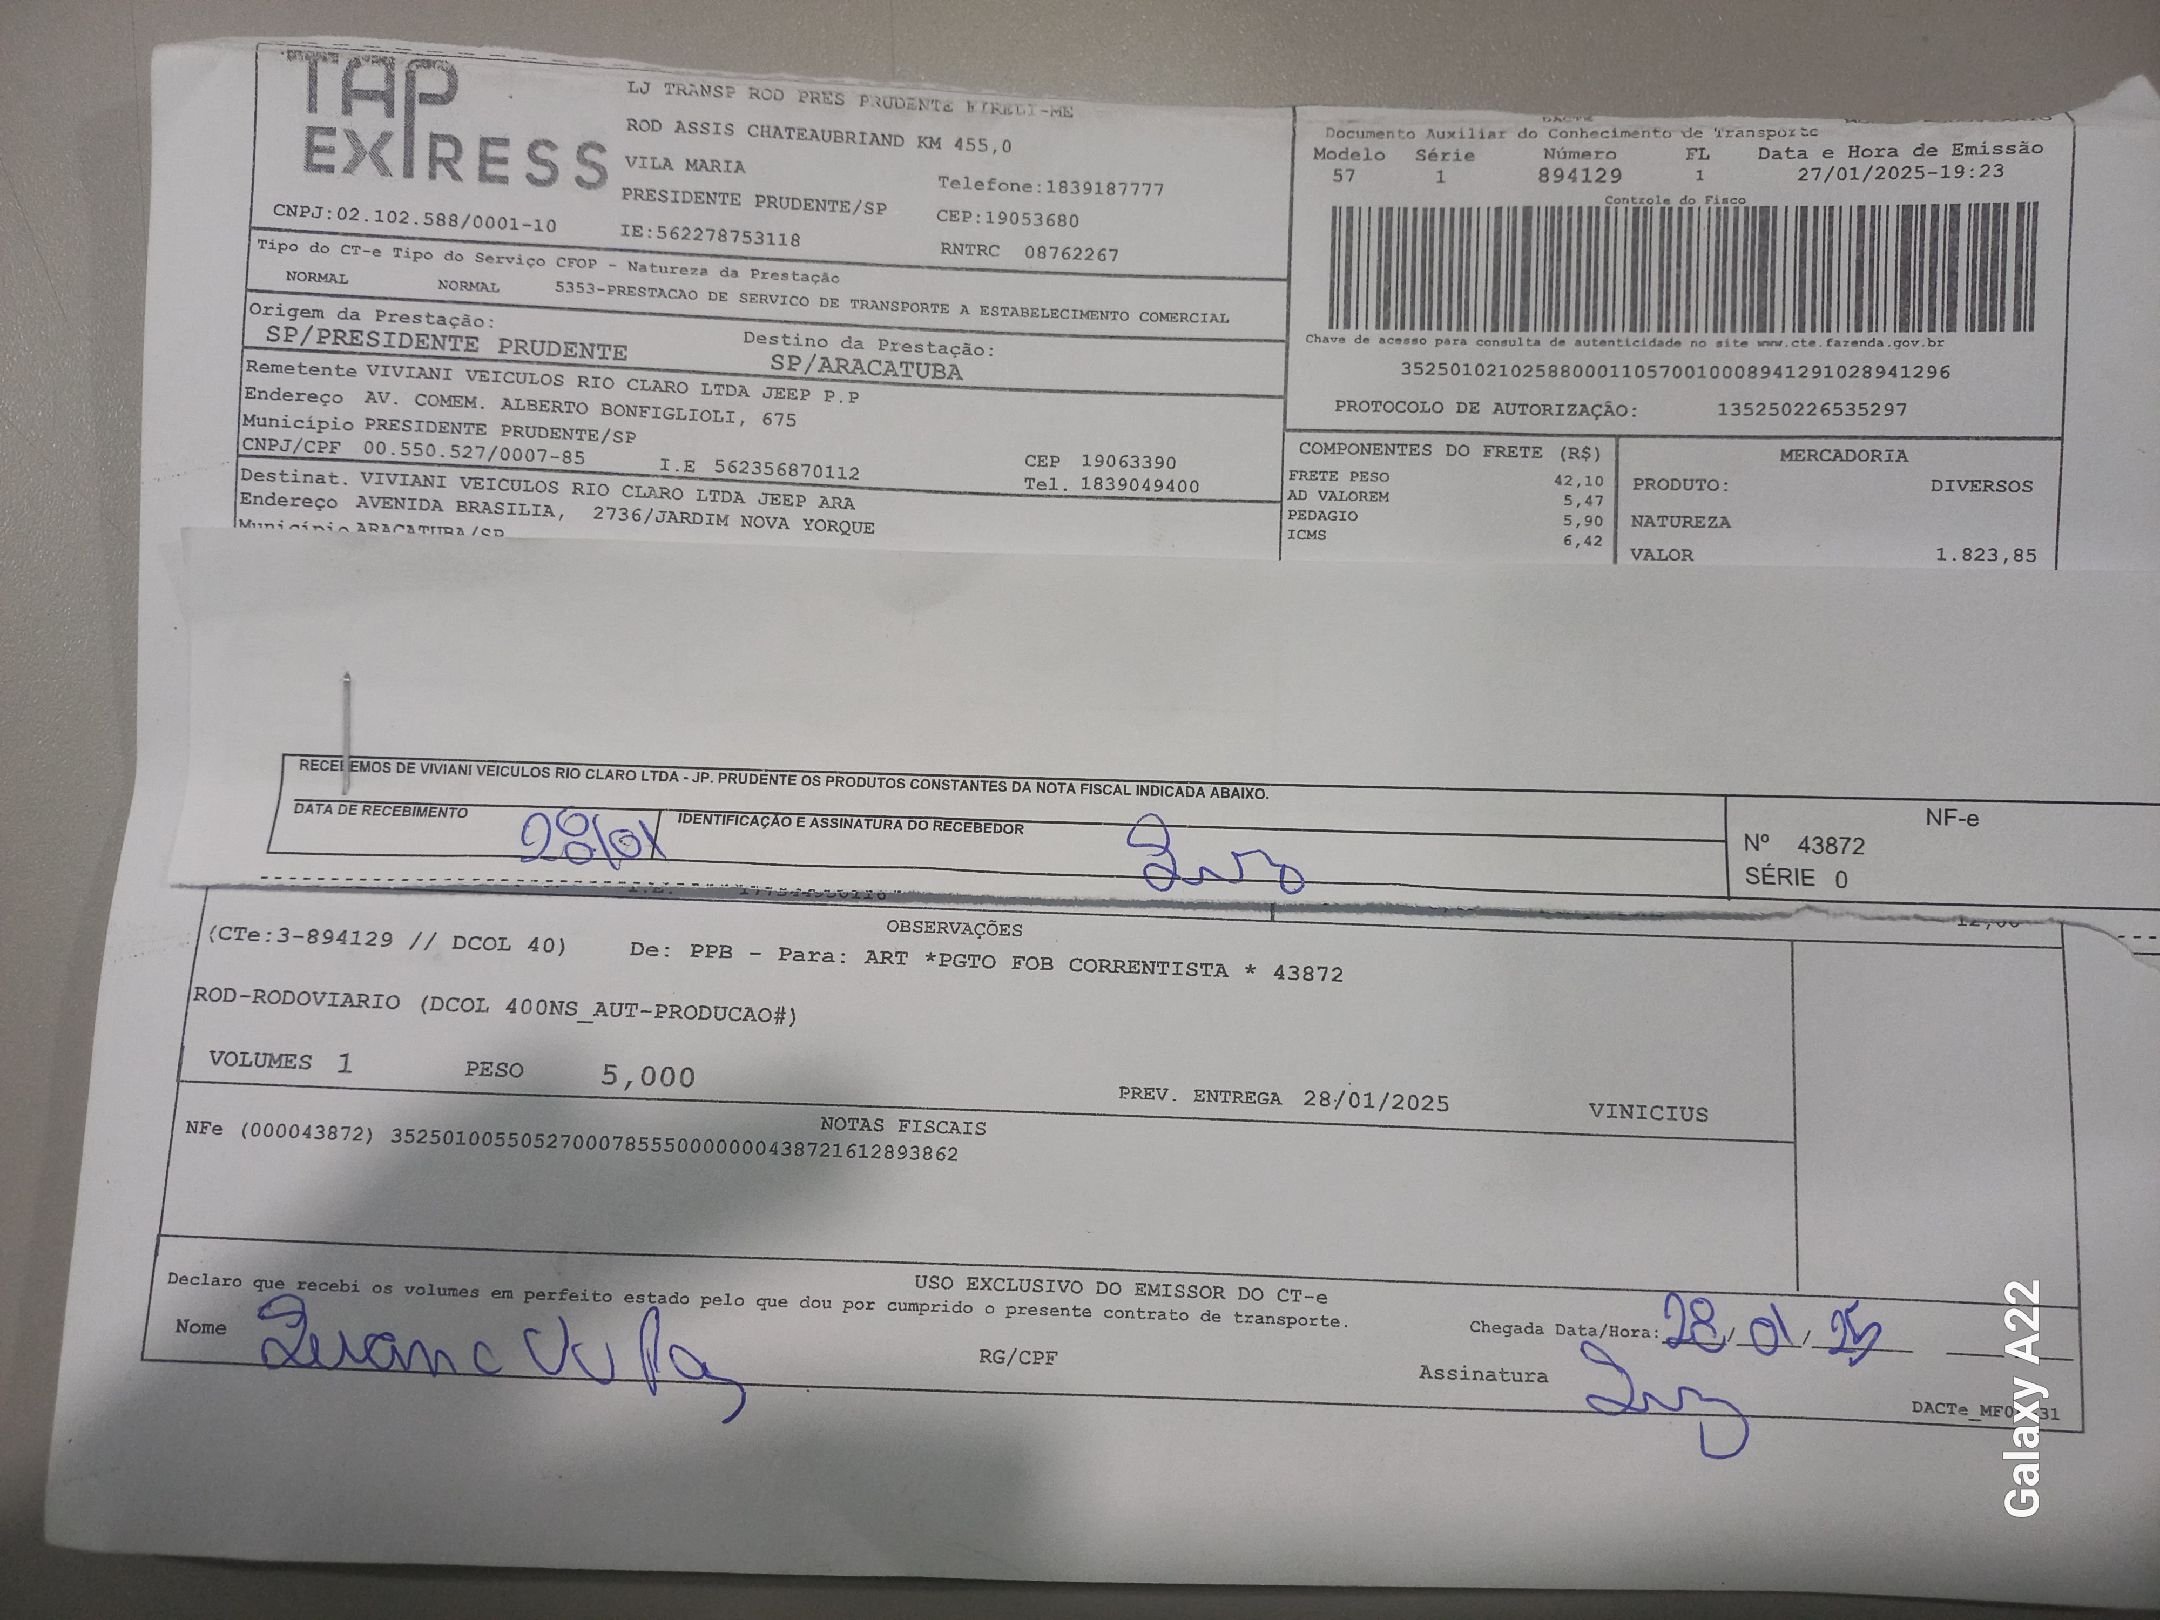 TAP
EXPRESS
LJ TRANSP ROD PRES PRUDENTE EIRELI-ME
ROD ASSIS CHATEAUBRIAND KM 455,0
VILA MARIA
Telefone:1839187777
PRESIDENTE PRUDENTE/SP
CEP:19053680
CNPJ:02.102.588/0001-10
IE:562278753118
RNTRC 08762267
DACTE
Documento Auxiliar do Conhecimento de Transporte
Modelo Série Número FL Data e Hora de Emissão
57 1 894129 1 27/01/2025-19:23
Controle do Fisco
Chave de acesso para consulta de autenticidade no site www.cte.fazenda.gov.br
35250102102588000110570010008941291028941296
PROTOCOLO DE AUTORIZAÇÃO: 135250226535297
Tipo do CT-e Tipo do Serviço CFOP - Natureza da Prestação
NORMAL NORMAL 5353-PRESTACAO DE SERVICO DE TRANSPORTE A ESTABELECIMENTO COMERCIAL
Origem da Prestação: Destino da Prestação:
SP/PRESIDENTE PRUDENTE SP/ARACATUBA
Remetente VIVIANI VEICULOS RIO CLARO LTDA JEEP P.P
Endereço AV. COMEM. ALBERTO BONFIGLIOLI, 675
Município PRESIDENTE PRUDENTE/SP CEP 19063390
CNPJ/CPF 00.550.527/0007-85 I.E 562356870112 Tel. 1839049400
Destinat. VIVIANI VEICULOS RIO CLARO LTDA JEEP ARA
Endereço AVENIDA BRASILIA, 2736/JARDIM NOVA YORQUE
Município ARACATUBA/SP
COMPONENTES DO FRETE (R$)
FRETE PESO 42,10
AD VALOREM 5,47
PEDAGIO 5,90
ICMS 6,42
MERCADORIA
PRODUTO: DIVERSOS
NATUREZA
VALOR 1.823,85
RECEBEMOS DE VIVIANI VEICULOS RIO CLARO LTDA - JP. PRUDENTE OS PRODUTOS CONSTANTES DA NOTA FISCAL INDICADA ABAIXO.
DATA DE RECEBIMENTO 28/01
IDENTIFICAÇÃO E ASSINATURA DO RECEBEDOR
NF-e
Nº 43872
SÉRIE 0
OBSERVAÇÕES
(CTe:3-894129 // DCOL 40) De: PPB - Para: ART *PGTO FOB CORRENTISTA * 43872
ROD-RODOVIARIO (DCOL 400NS_AUT-PRODUCAO#)
VOLUMES 1 PESO 5,000 PREV. ENTREGA 28/01/2025 VINICIUS
NOTAS FISCAIS
NFe (000043872) 35250100550527000785550000000438721612893862
USO EXCLUSIVO DO EMISSOR DO CT-e
Declaro que recebi os volumes em perfeito estado pelo que dou por cumprido o presente contrato de transporte.
Nome RG/CPF Chegada Data/Hora: 28/01/25
Assinatura
DACTe_MF0 31
Galaxy A22